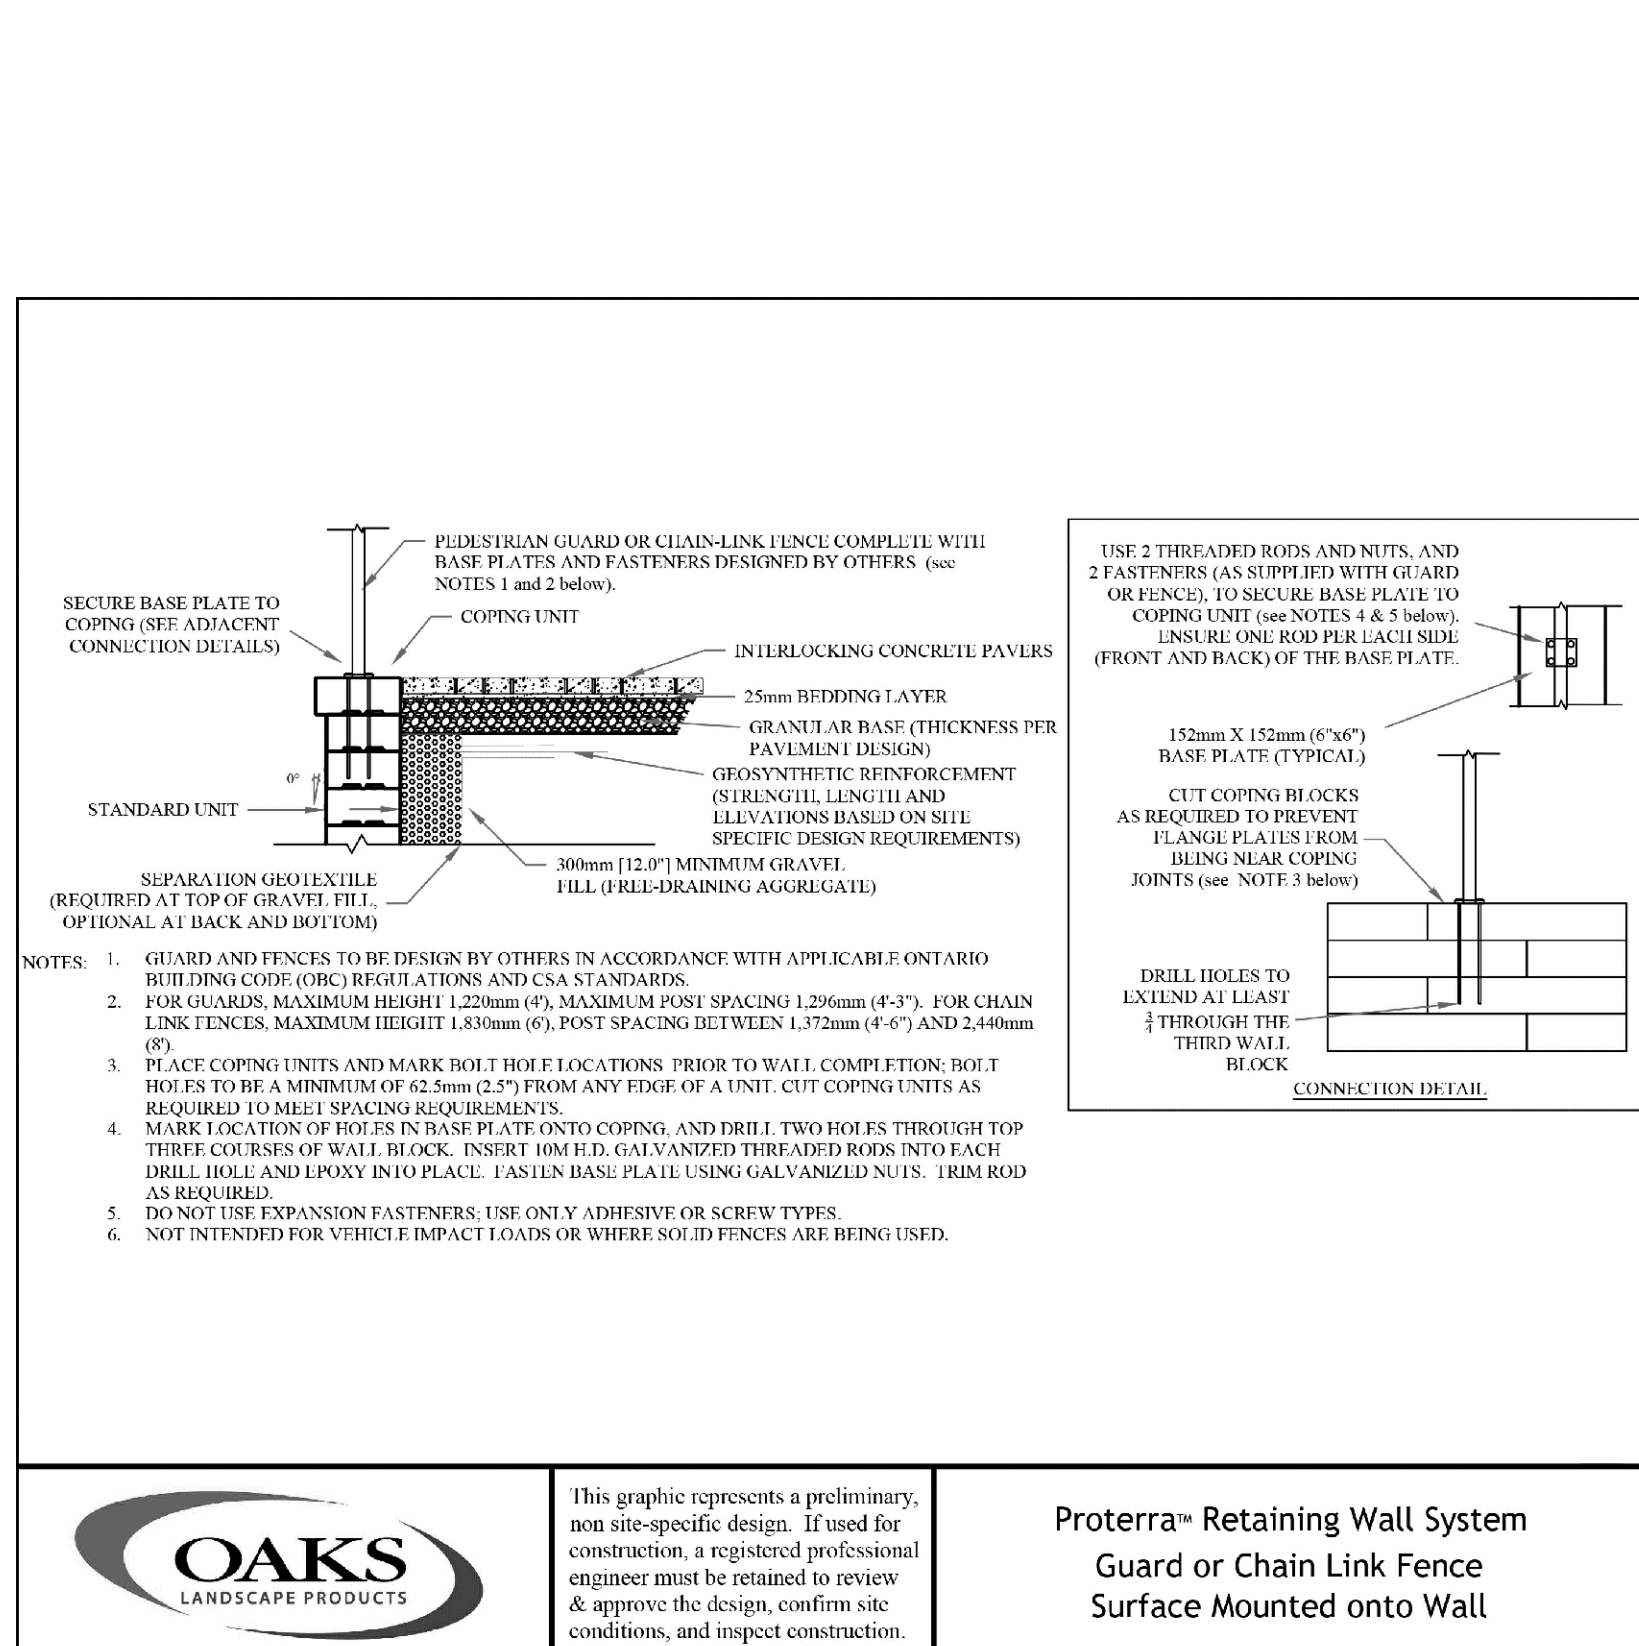 PEDESTRIAN GUARD OR CHAIN-LINK FENCE COMPLETE WITH
BASE PLATES AND FASTENERS DESIGNED BY OTHERS (see
NOTES 1 and 2 below).
SECURE BASE PLATE TO
COPING (SEE ADJACENT
CONNECTION DETAILS)
COPING UNIT
INTERLOCKING CONCRETE PAVERS
25mm BEDDING LAYER
GRANULAR BASE (THICKNESS PER
PAVEMENT DESIGN)
GEOSYNTHETIC REINFORCEMENT
(STRENGTH, LENGTH AND
ELEVATIONS BASED ON SITE
SPECIFIC DESIGN REQUIREMENTS)
0°
STANDARD UNIT
300mm [12.0"] MINIMUM GRAVEL
FILL (FREE-DRAINING AGGREGATE)
SEPARATION GEOTEXTILE
(REQUIRED AT TOP OF GRAVEL FILL,
OPTIONAL AT BACK AND BOTTOM)
USE 2 THREADED RODS AND NUTS, AND
2 FASTENERS (AS SUPPLIED WITH GUARD
OR FENCE), TO SECURE BASE PLATE TO
COPING UNIT (see NOTES 4 & 5 below).
ENSURE ONE ROD PER EACH SIDE
(FRONT AND BACK) OF THE BASE PLATE.
152mm X 152mm (6"x6")
BASE PLATE (TYPICAL)
CUT COPING BLOCKS
AS REQUIRED TO PREVENT
FLANGE PLATES FROM
BEING NEAR COPING
JOINTS (see NOTE 3 below)
DRILL HOLES TO
EXTEND AT LEAST
3/4 THROUGH THE
THIRD WALL
BLOCK
CONNECTION DETAIL
NOTES: 1. GUARD AND FENCES TO BE DESIGN BY OTHERS IN ACCORDANCE WITH APPLICABLE ONTARIO
BUILDING CODE (OBC) REGULATIONS AND CSA STANDARDS.
2. FOR GUARDS, MAXIMUM HEIGHT 1,220mm (4'), MAXIMUM POST SPACING 1,296mm (4'-3"). FOR CHAIN
LINK FENCES, MAXIMUM HEIGHT 1,830mm (6'), POST SPACING BETWEEN 1,372mm (4'-6") AND 2,440mm
(8').
3. PLACE COPING UNITS AND MARK BOLT HOLE LOCATIONS PRIOR TO WALL COMPLETION; BOLT
HOLES TO BE A MINIMUM OF 62.5mm (2.5") FROM ANY EDGE OF A UNIT. CUT COPING UNITS AS
REQUIRED TO MEET SPACING REQUIREMENTS.
4. MARK LOCATION OF HOLES IN BASE PLATE ONTO COPING, AND DRILL TWO HOLES THROUGH TOP
THREE COURSES OF WALL BLOCK. INSERT 10M H.D. GALVANIZED THREADED RODS INTO EACH
DRILL HOLE AND EPOXY INTO PLACE. FASTEN BASE PLATE USING GALVANIZED NUTS. TRIM ROD
AS REQUIRED.
5. DO NOT USE EXPANSION FASTENERS; USE ONLY ADHESIVE OR SCREW TYPES.
6. NOT INTENDED FOR VEHICLE IMPACT LOADS OR WHERE SOLID FENCES ARE BEING USED.
OAKS
LANDSCAPE PRODUCTS
This graphic represents a preliminary,
non site-specific design. If used for
construction, a registered professional
engineer must be retained to review
& approve the design, confirm site
conditions, and inspect construction.
Proterra™ Retaining Wall System
Guard or Chain Link Fence
Surface Mounted onto Wall